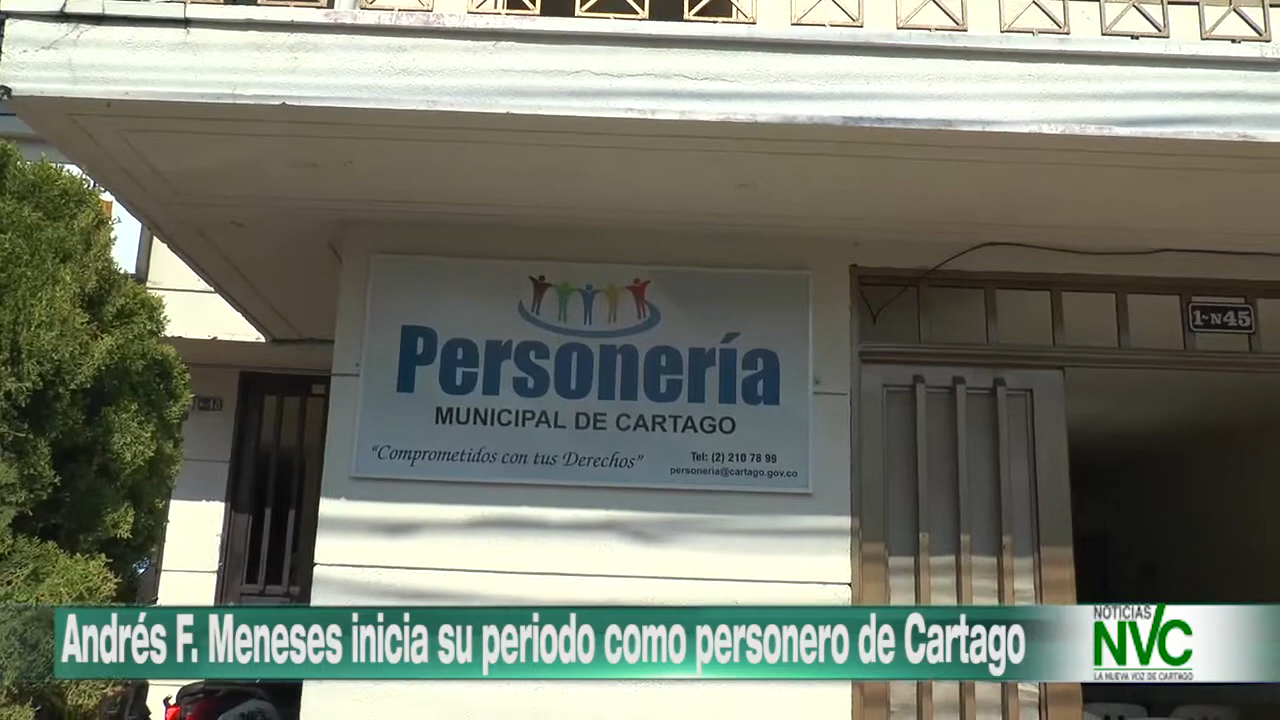 1-N45
Personería
MUNICIPAL DE CARTAGO
"Comprometidos con tus Derechos"
Tel: (2) 210 78 99
personeria@cartago.gov.co
Andrés F. Meneses inicia su periodo como personero de Cartago
NOTICIAS
NVC
LA NUEVA VOZ DE CARTAGO